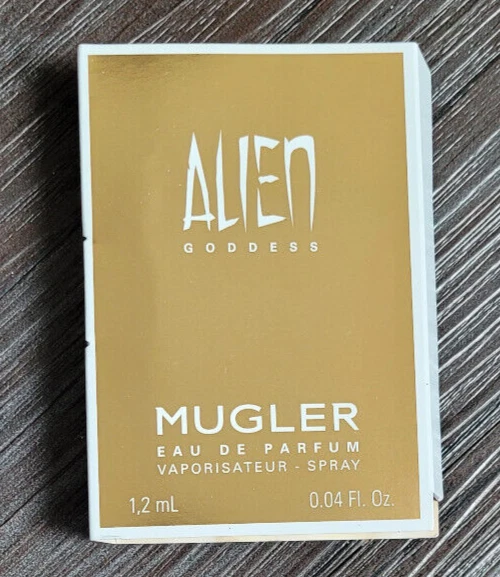 ALIEN
GODDESS
MUGLER
EAU DE PARFUM
VAPORISATEUR - SPRAY
1,2 mL 0.04 Fl. Oz.